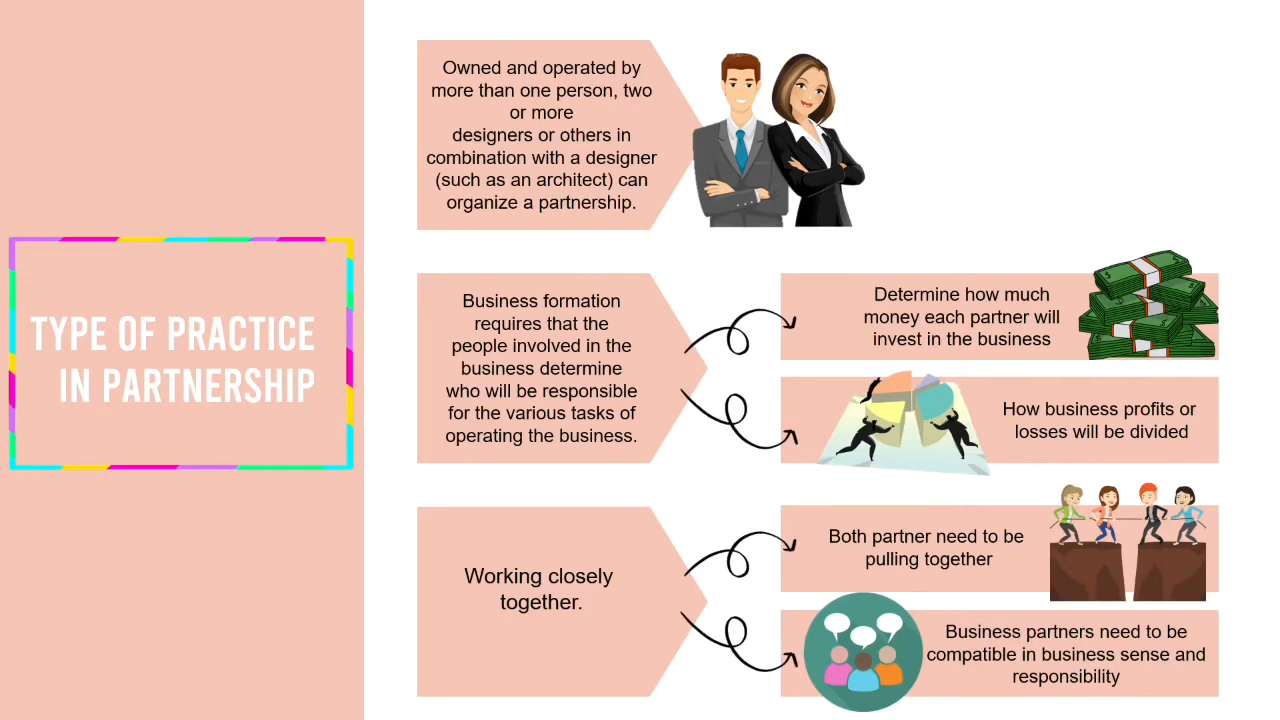 TYPE OF PRACTICE
IN PARTNERSHIP
Owned and operated by
more than one person, two
or more
designers or others in
combination with a designer
(such as an architect) can
organize a partnership.
Business formation
requires that the
people involved in the
business determine
who will be responsible
for the various tasks of
operating the business.
Determine how much
money each partner will
invest in the business
How business profits or
losses will be divided
Working closely
together.
Both partner need to be
pulling together
Business partners need to be
compatible in business sense and
responsibility